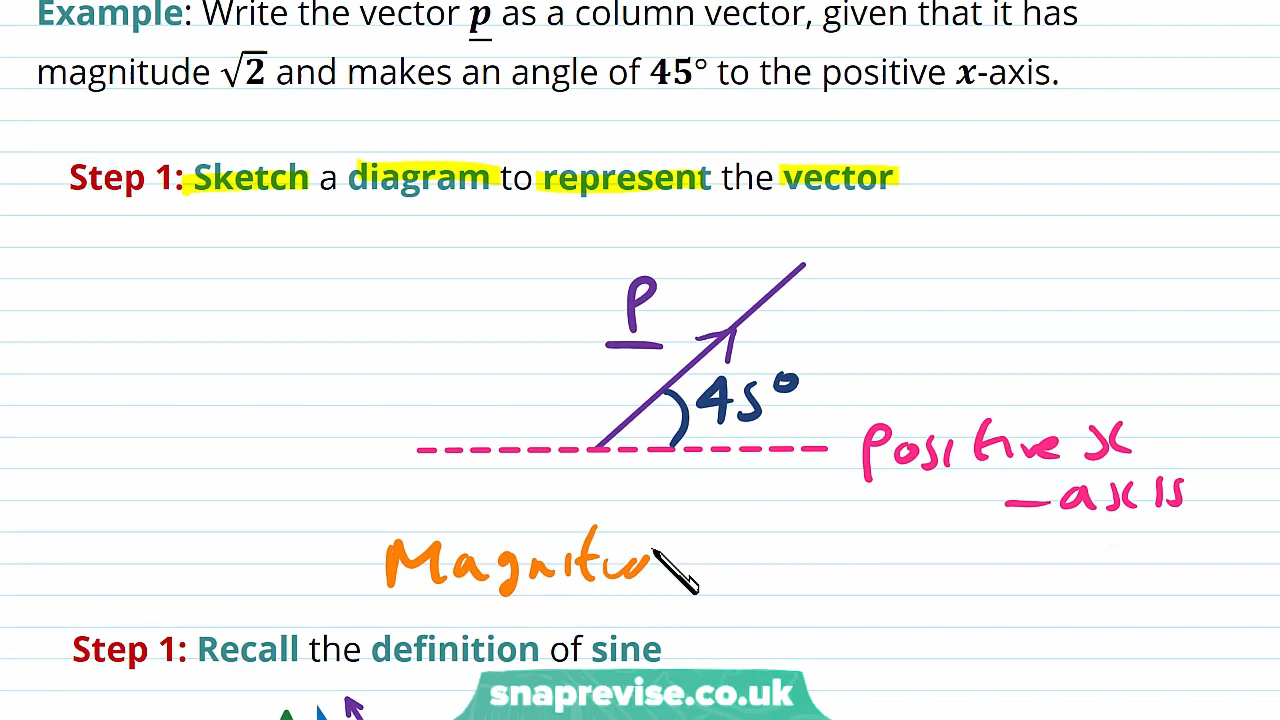 Example: Write the vector p as a column vector, given that it has
magnitude √2 and makes an angle of 45° to the positive x-axis.
Step 1: Sketch a diagram to represent the vector
p
45°
positive x
-axis
Magnitu
Step 1: Recall the definition of sine
snaprevise.co.uk